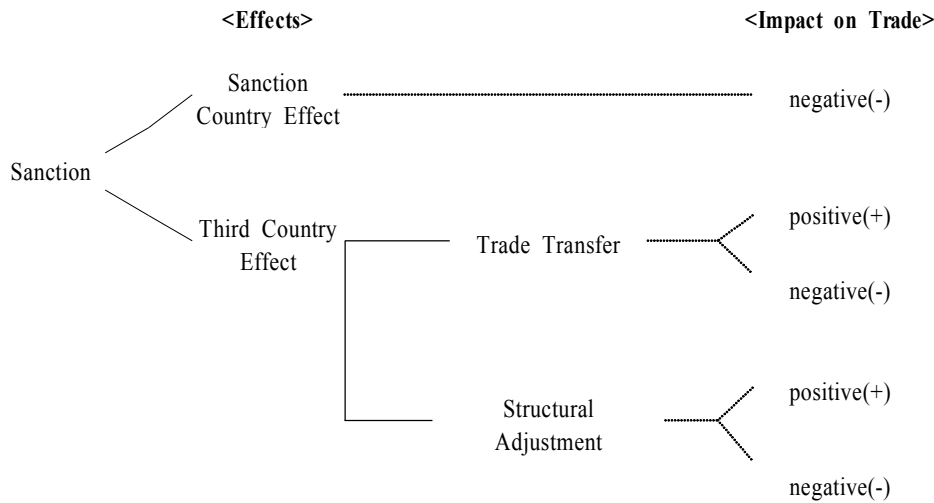 <Effects>
<Impact on Trade>
Sanction
Country Effect
negative(-)
Sanction
Third Country
Effect
Trade Transfer
positive(+)
negative(-)
Structural
Adjustment
positive(+)
negative(-)